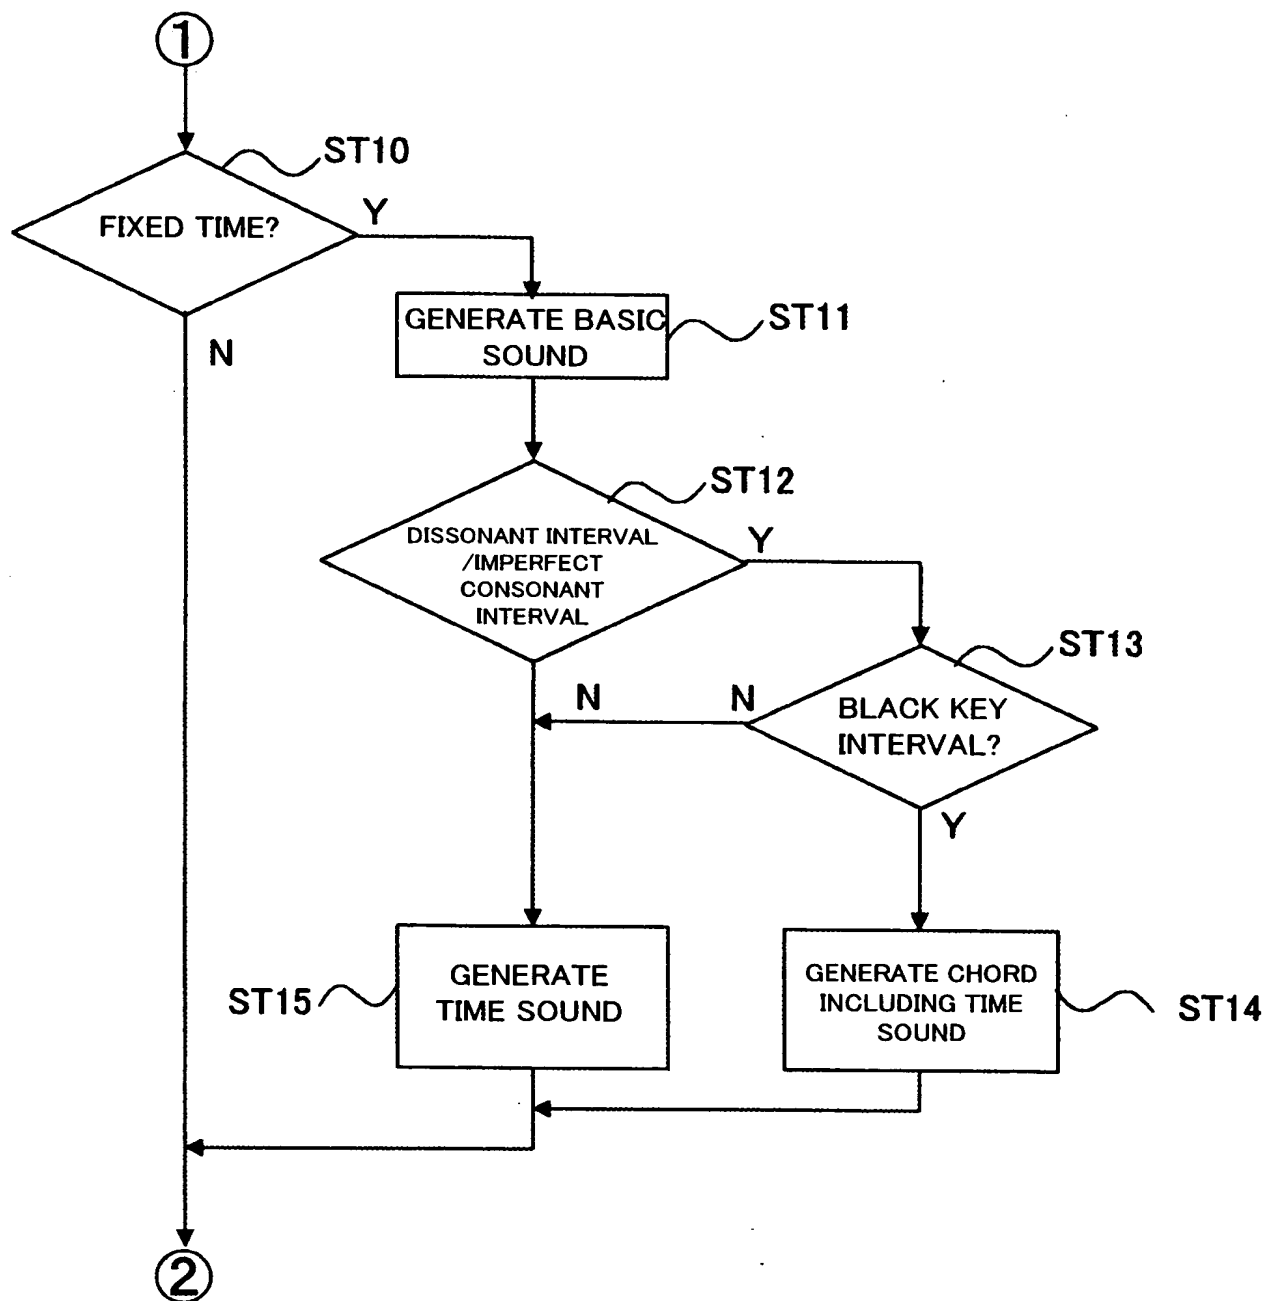 ①
ST10
FIXED TIME?
Y
N
GENERATE BASIC
SOUND
ST11
ST12
DISSONANT INTERVAL
/IMPERFECT
CONSONANT
INTERVAL
Y
N
ST13
BLACK KEY
INTERVAL?
N
Y
GENERATE
TIME SOUND
ST15
GENERATE CHORD
INCLUDING TIME
SOUND
ST14
②